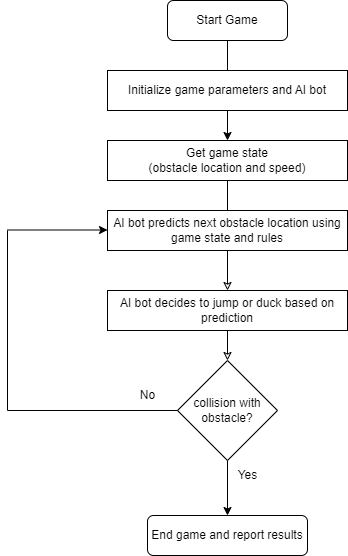 Start Game
Initialize game parameters and AI bot
Get game state
(obstacle location and speed)
AI bot predicts next obstacle location using
game state and rules
AI bot decides to jump or duck based on
prediction
collision with
obstacle?
No
Yes
End game and report results